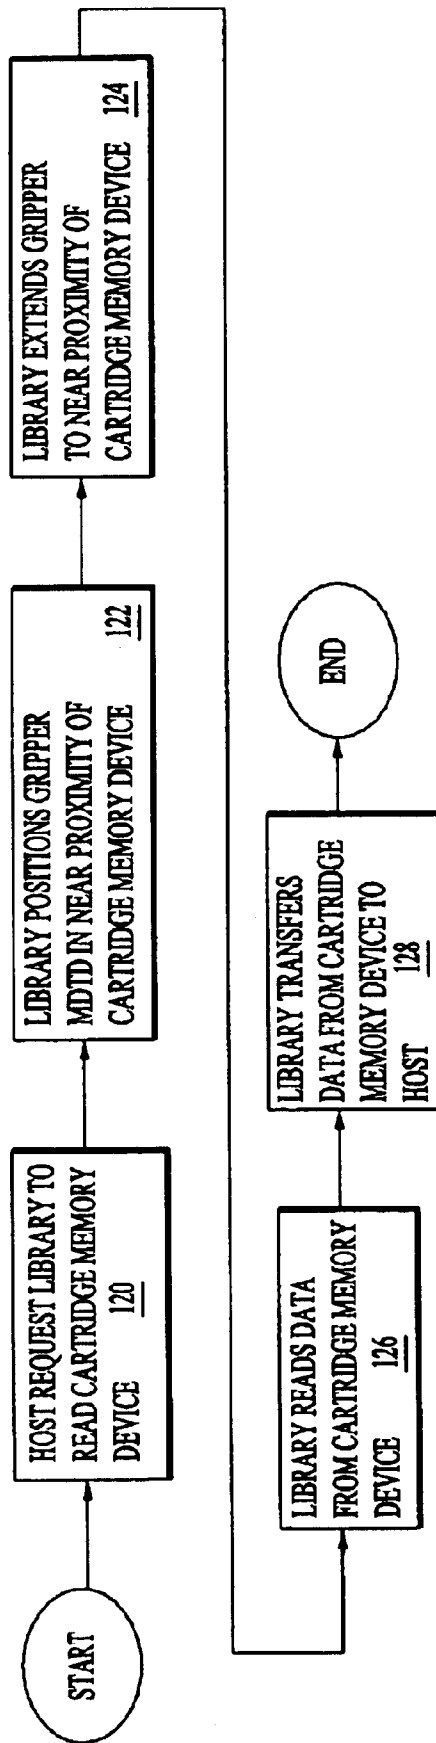 START
HOST REQUEST LIBRARY TO
READ CARTRIDGE MEMORY
DEVICE 120
LIBRARY POSITIONS GRIPPER
MDTD IN NEAR PROXIMITY OF
CARTRIDGE MEMORY DEVICE 122
LIBRARY EXTENDS GRIPPER
TO NEAR PROXIMITY OF
CARTRIDGE MEMORY DEVICE 124
LIBRARY READS DATA
FROM CARTRIDGE MEMORY
DEVICE 126
LIBRARY TRANSFERS
DATA FROM CARTRIDGE
MEMORY DEVICE TO
HOST 128
END